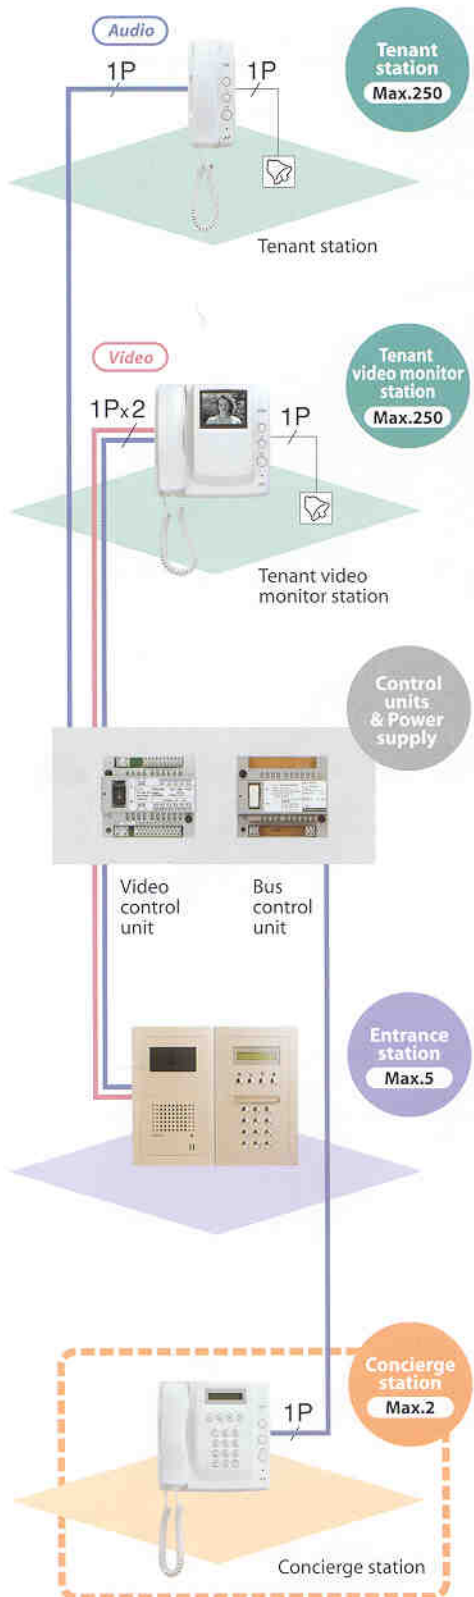 Audio
1P
1P
Tenant
station
Max.250
Tenant station
Video
1Px2
1P
Tenant
video monitor
station
Max.250
Tenant video
monitor station
Control
units
& Power
supply
Video
control
unit
Bus
control
unit
Entrance
station
Max.5
Concierge
station
Max.2
1P
Concierge station